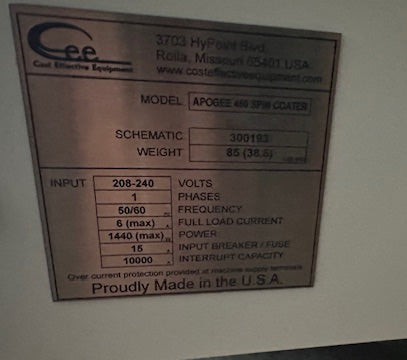 Cee.
Cost Effective Equipment
3703 HyPoint Blvd.
Rolla, Missouri 65401 USA
www.costeffectiveequipment.com
MODEL APOGEE 450 SPIN COATER
SCHEMATIC 300193
WEIGHT 85 (38.5)
INPUT 208-240 VOLTS
1 PHASES
50/60 FREQUENCY
6 (max) A FULL LOAD CURRENT
1440 (max) W POWER
15 A INPUT BREAKER / FUSE
10000 A INTERRUPT CAPACITY
Over current protection provided at machine supply terminals
Proudly Made in the U.S.A.